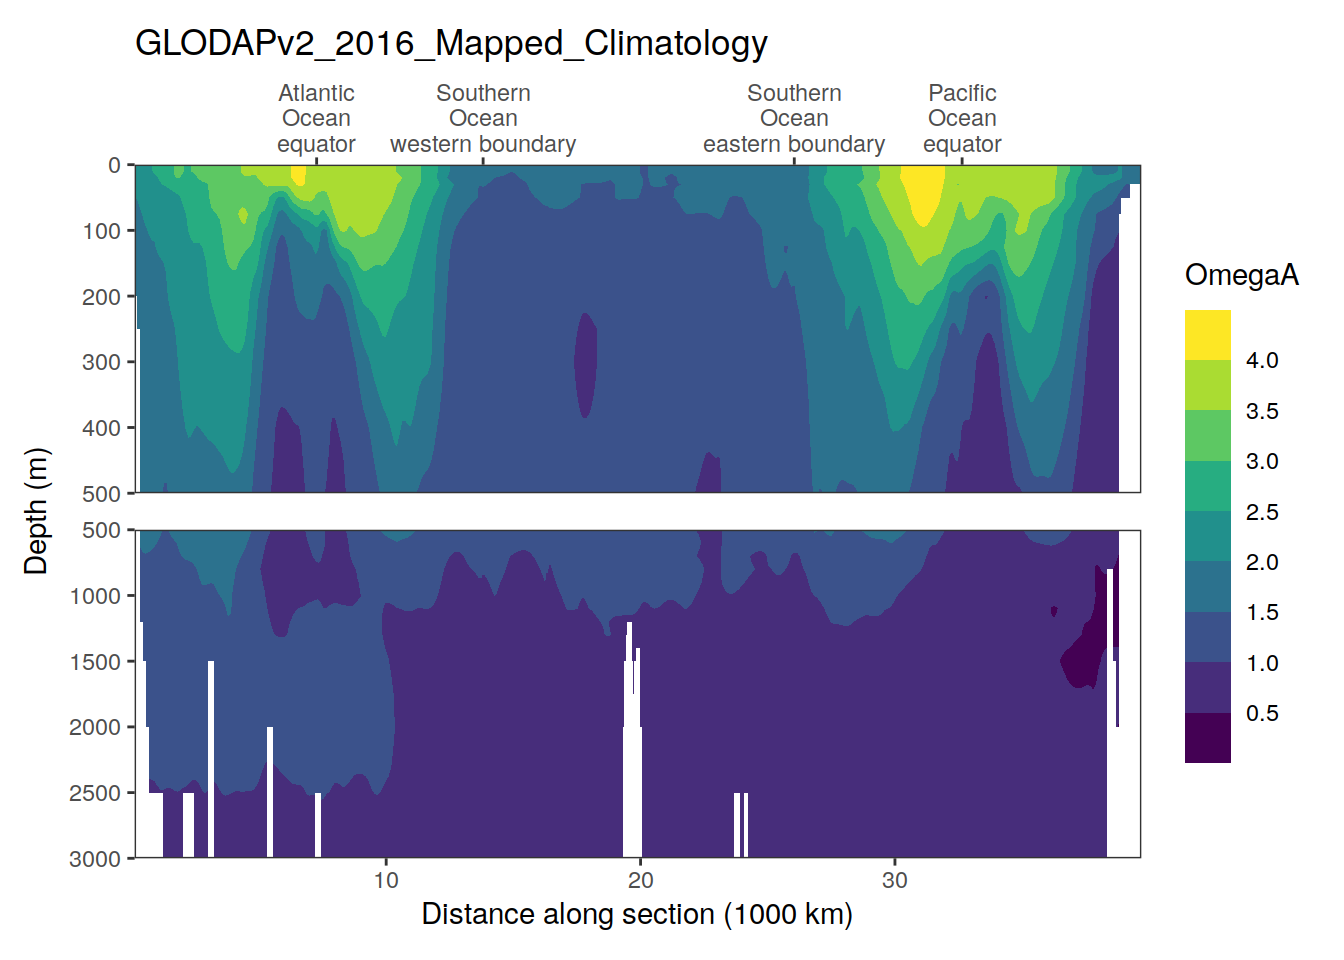 GLODAPv2_2016_Mapped_Climatology
Atlantic
Ocean
equator
Southern
Ocean
western boundary
Southern
Ocean
eastern boundary
Pacific
Ocean
equator
0
100
200
300
400
500
500
1000
1500
2000
2500
3000
Depth (m)
10
20
30
Distance along section (1000 km)
OmegaA
4.0
3.5
3.0
2.5
2.0
1.5
1.0
0.5